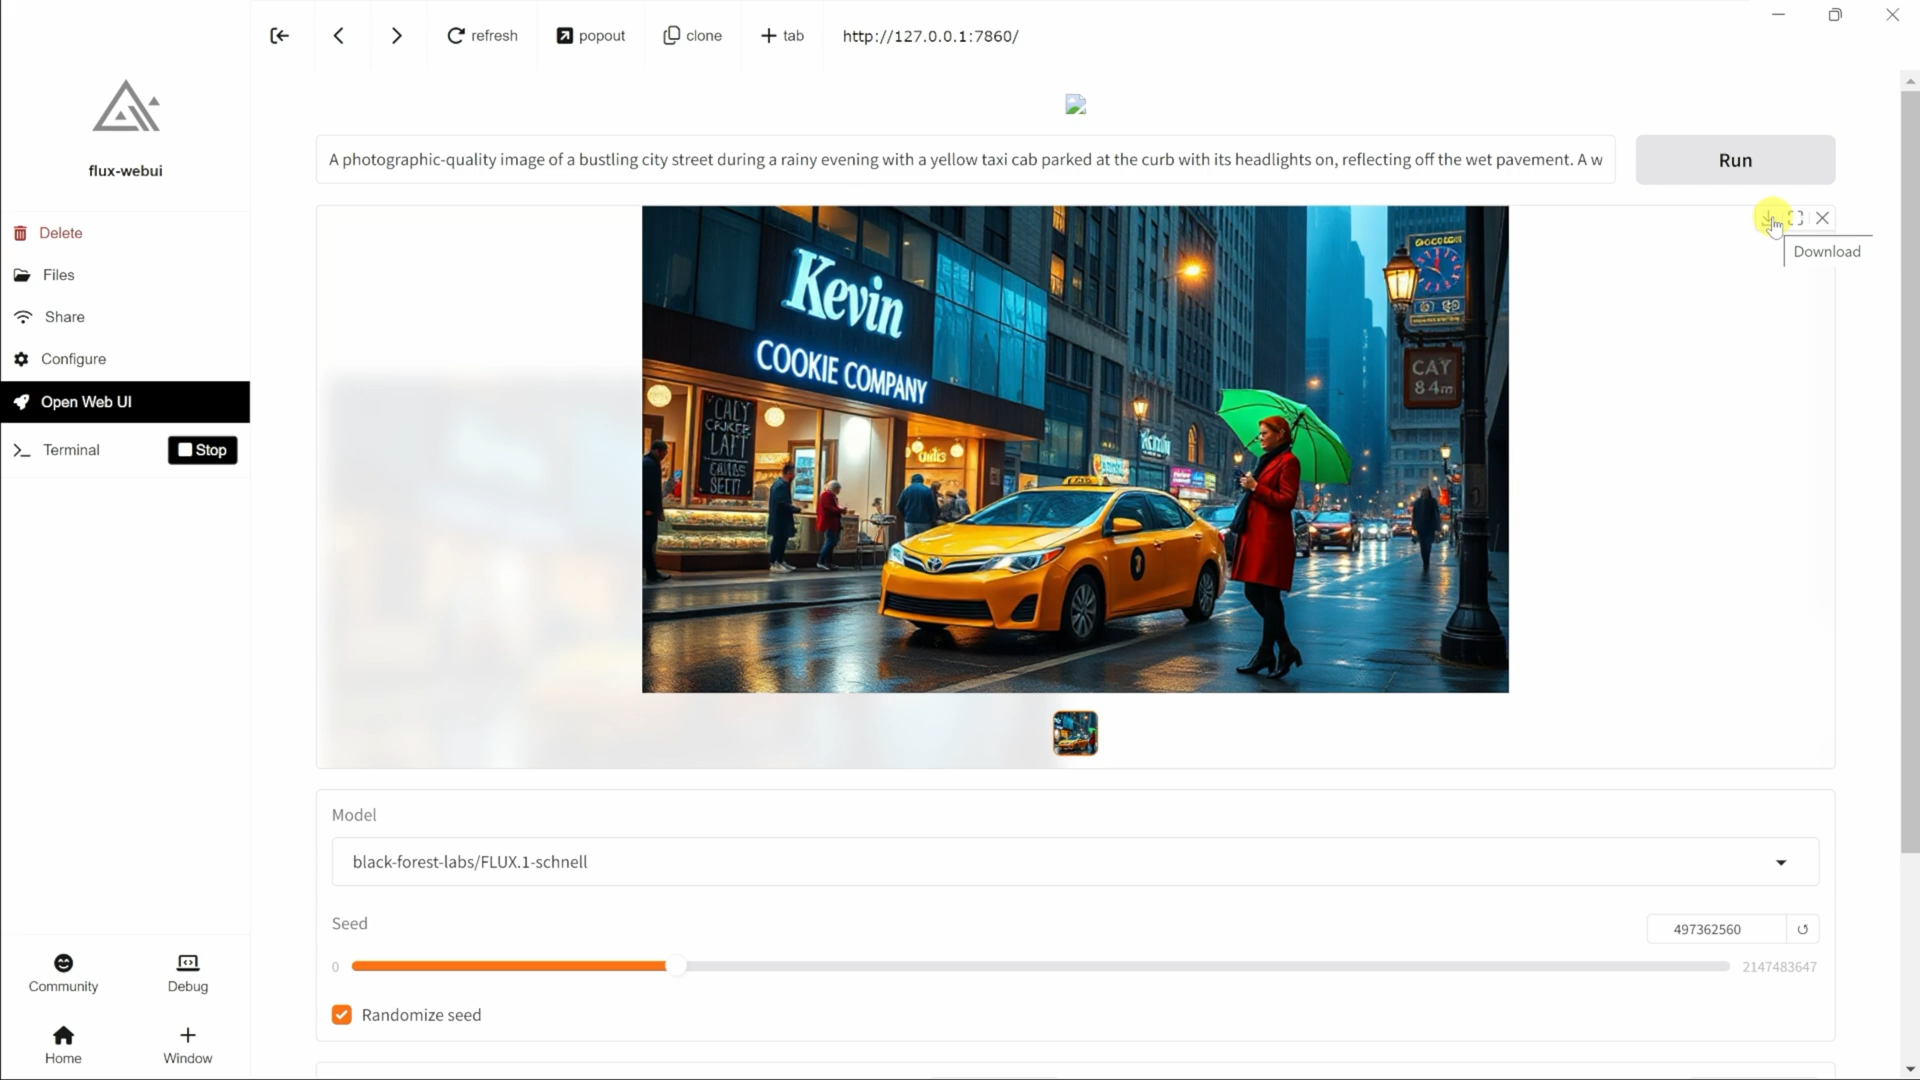 refresh
popout
clone
tab
http://127.0.0.1:7860/
flux-webui
A photographic-quality image of a bustling city street during a rainy evening with a yellow taxi cab parked at the curb with its headlights on, reflecting off the wet pavement. A w
Run
Delete
Files
Share
Configure
Open Web UI
Terminal
Stop
Download
Kevin
COOKIE COMPANY
CAY
84m
Model
black-forest-labs/FLUX.1-schnell
Seed
497362560
0
2147483647
Randomize seed
Community
Debug
Home
Window